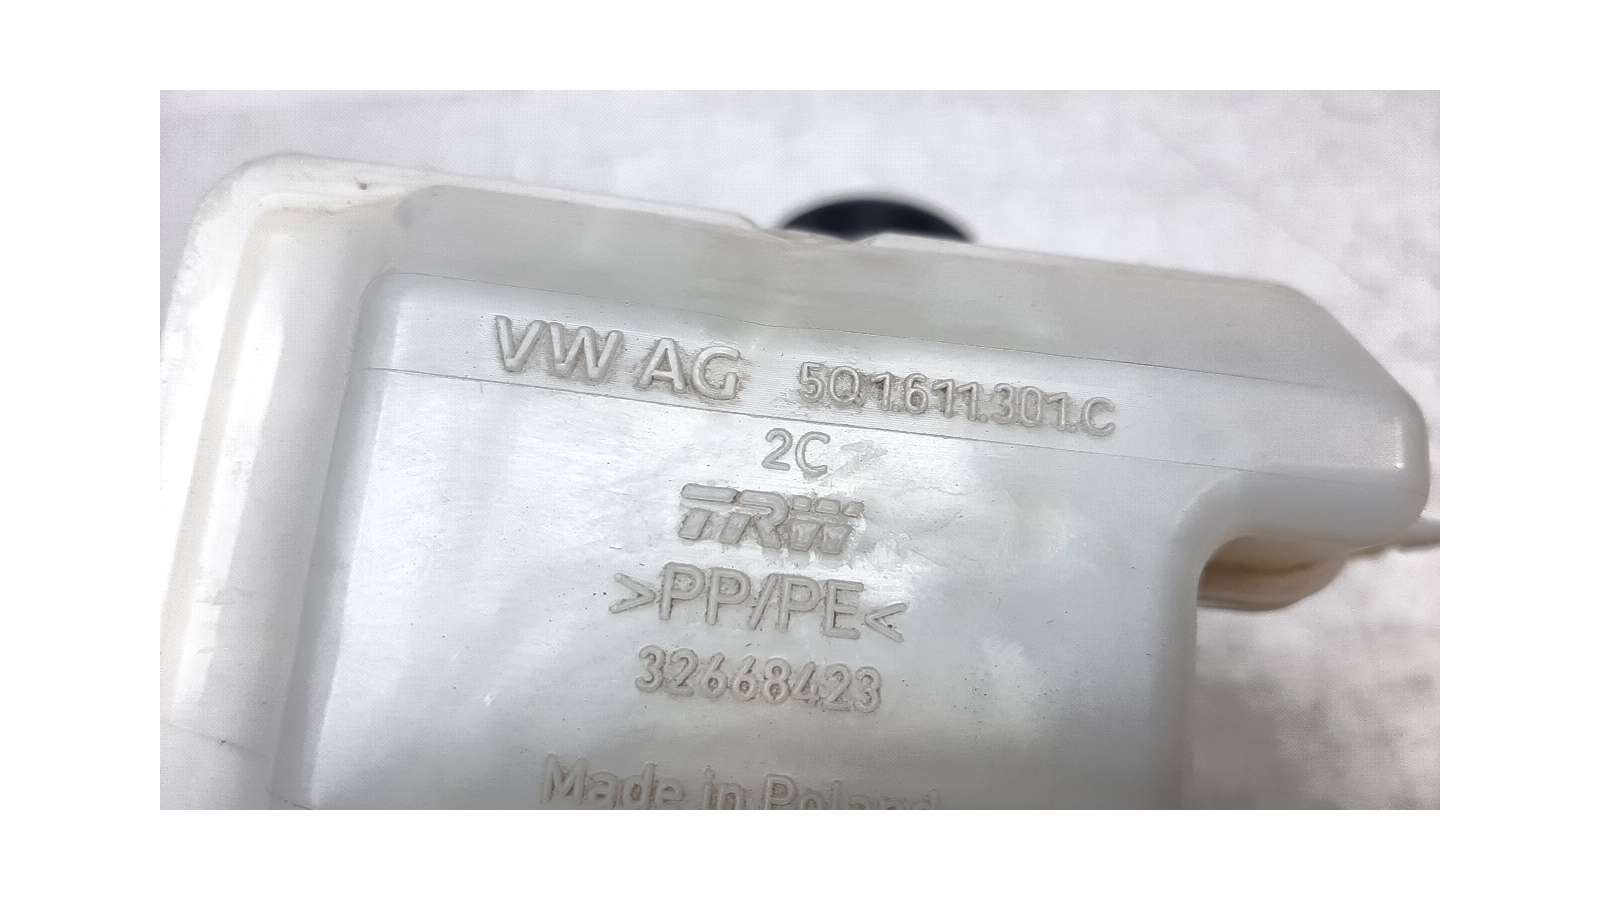 VW AG 5Q1.611.301.C
2C
TRW
>PP/PE<
32668423
Made in Poland